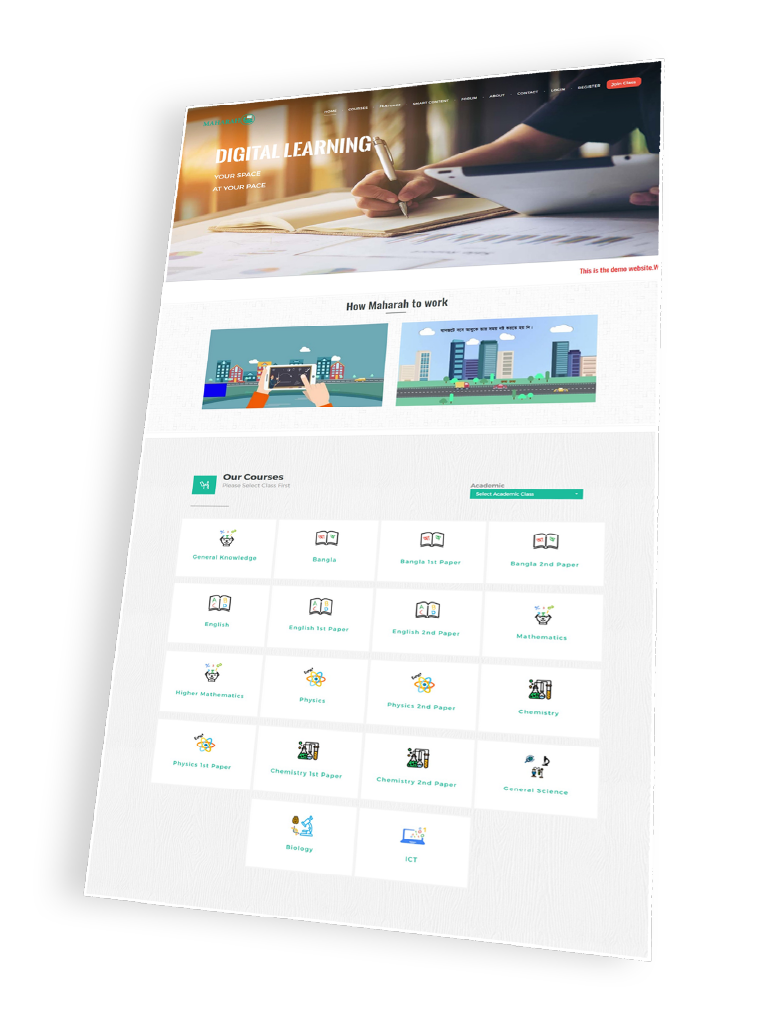 HOME
COURSES
SMART CONTENT
FORUM
ABOUT
CONTACT
LOGIN
REGISTER
Join Class
DIGITAL LEARNING
YOUR SPACE
AT YOUR PACE
This is the demo website.
How Maharah to work
Our Courses
Please Select Class First
Academic
Select Academic Class
General Knowledge
Bangla
Bangla 1st Paper
Bangla 2nd Paper
English
English 1st Paper
English 2nd Paper
Mathematics
Higher Mathematics
Physics
Physics 2nd Paper
Chemistry
Physics 1st Paper
Chemistry 1st Paper
Chemistry 2nd Paper
General Science
Biology
ICT